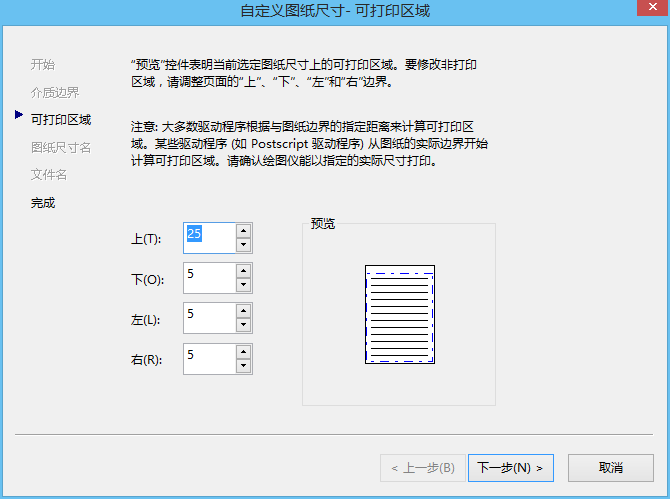 自定义图纸尺寸- 可打印区域
开始
介质边界
可打印区域
图纸尺寸名
文件名
完成
“预览”控件表明当前选定图纸尺寸上的可打印区域。要修改非打印
区域，请调整页面的“上”、“下”、“左”和“右”边界。
注意: 大多数驱动程序根据与图纸边界的指定距离来计算可打印区
域。某些驱动程序 (如 Postscript 驱动程序) 从图纸的实际边界开始
计算可打印区域。请确认绘图仪能以指定的实际尺寸打印。
上(T): 25
下(O): 5
左(L): 5
右(R): 5
预览
< 上一步(B) 下一步(N) > 取消